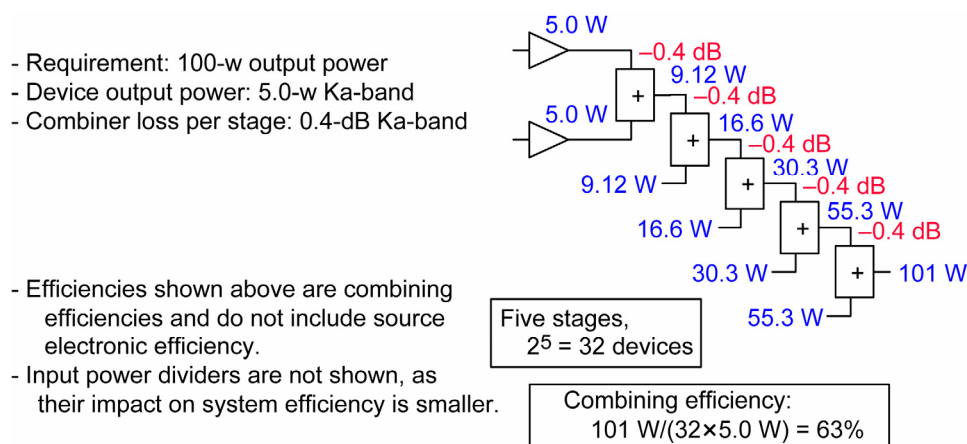 - Requirement: 100-w output power
- Device output power: 5.0-w Ka-band
- Combiner loss per stage: 0.4-dB Ka-band
5.0 W
–0.4 dB
+
9.12 W
5.0 W
–0.4 dB
+
16.6 W
9.12 W
–0.4 dB
+
30.3 W
16.6 W
–0.4 dB
+
55.3 W
30.3 W
–0.4 dB
+
101 W
55.3 W
- Efficiencies shown above are combining
efficiencies and do not include source
electronic efficiency.
- Input power dividers are not shown, as
their impact on system efficiency is smaller.
Five stages,
2⁵ = 32 devices
Combining efficiency:
101 W/(32×5.0 W) = 63%